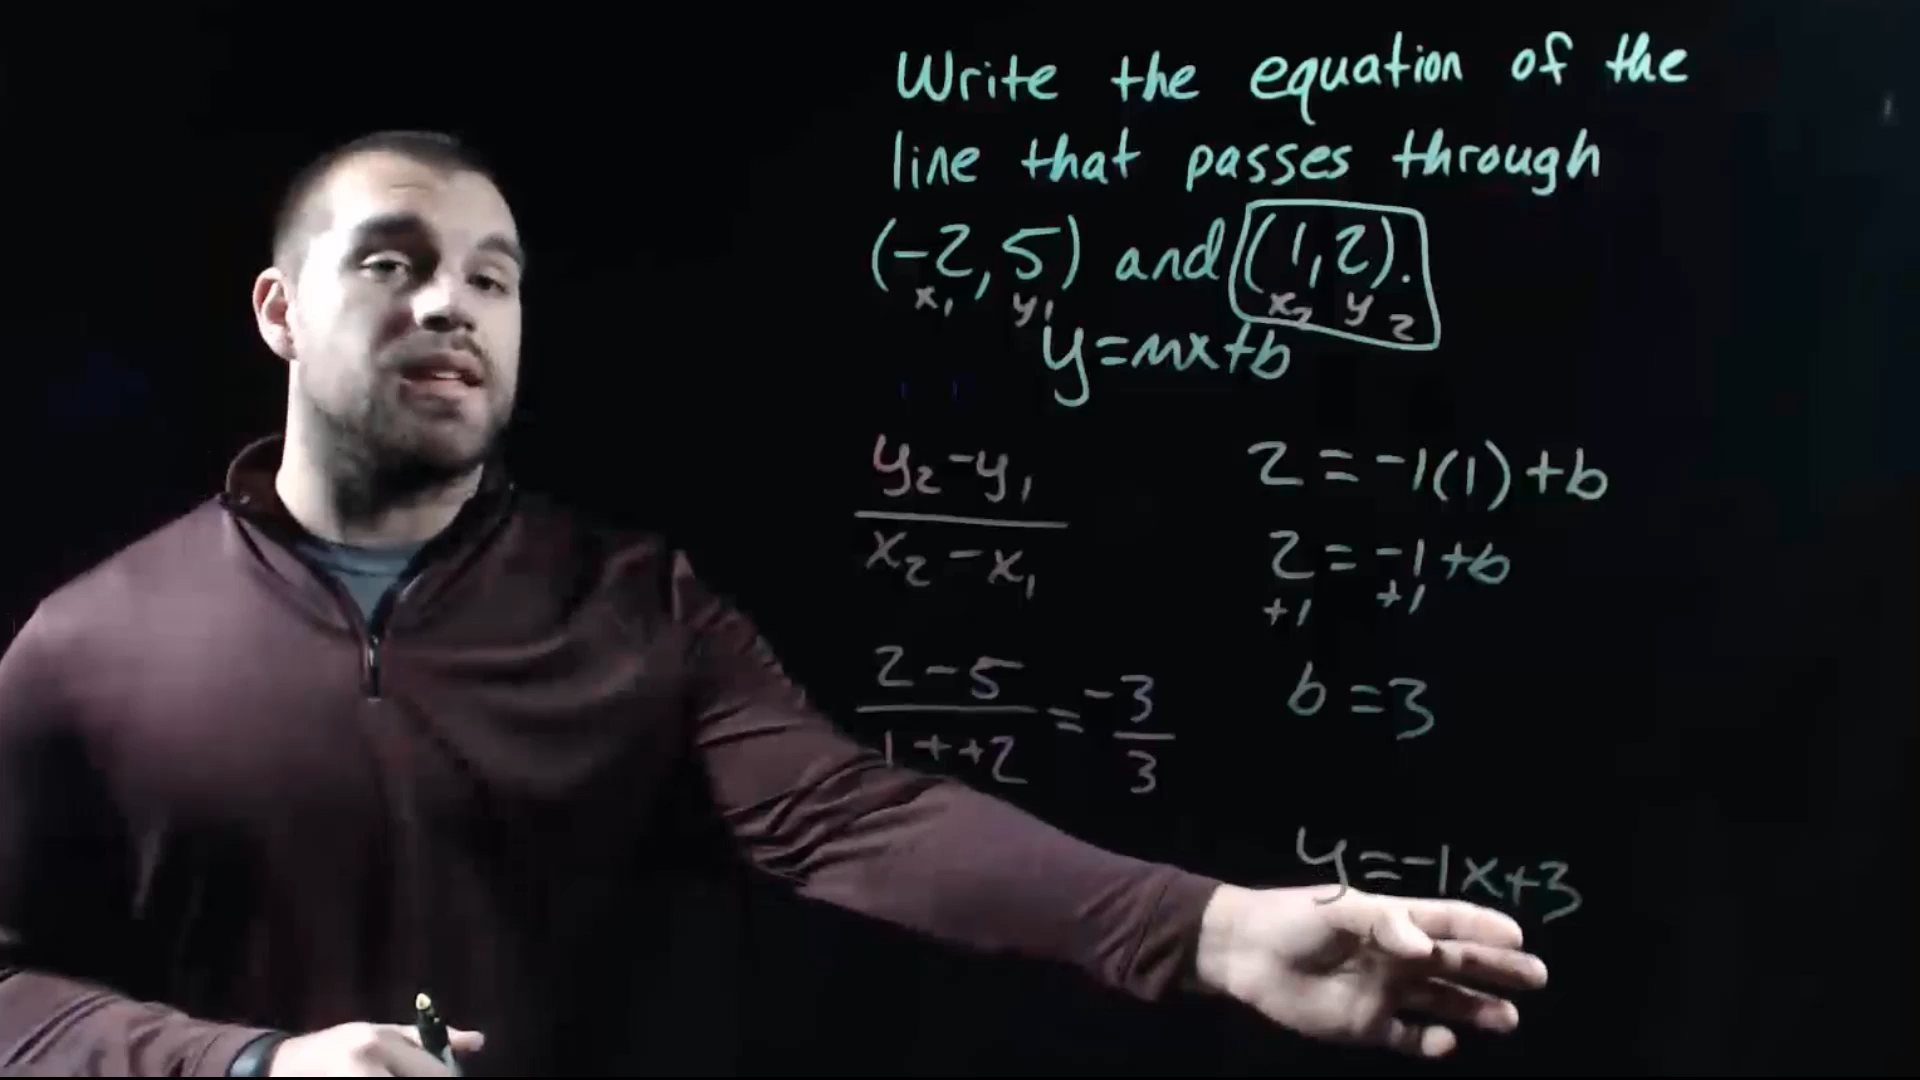 Write the equation of the
line that passes through
(-2, 5) and (1, 2).
x₁ y₁ x₂ y₂
y=mx+b
y₂-y₁
x₂-x₁
2-5
1++2
=
-3
3
2=-1(1)+b
2=-1+b
+1 +1
b=3
y=-1x+3